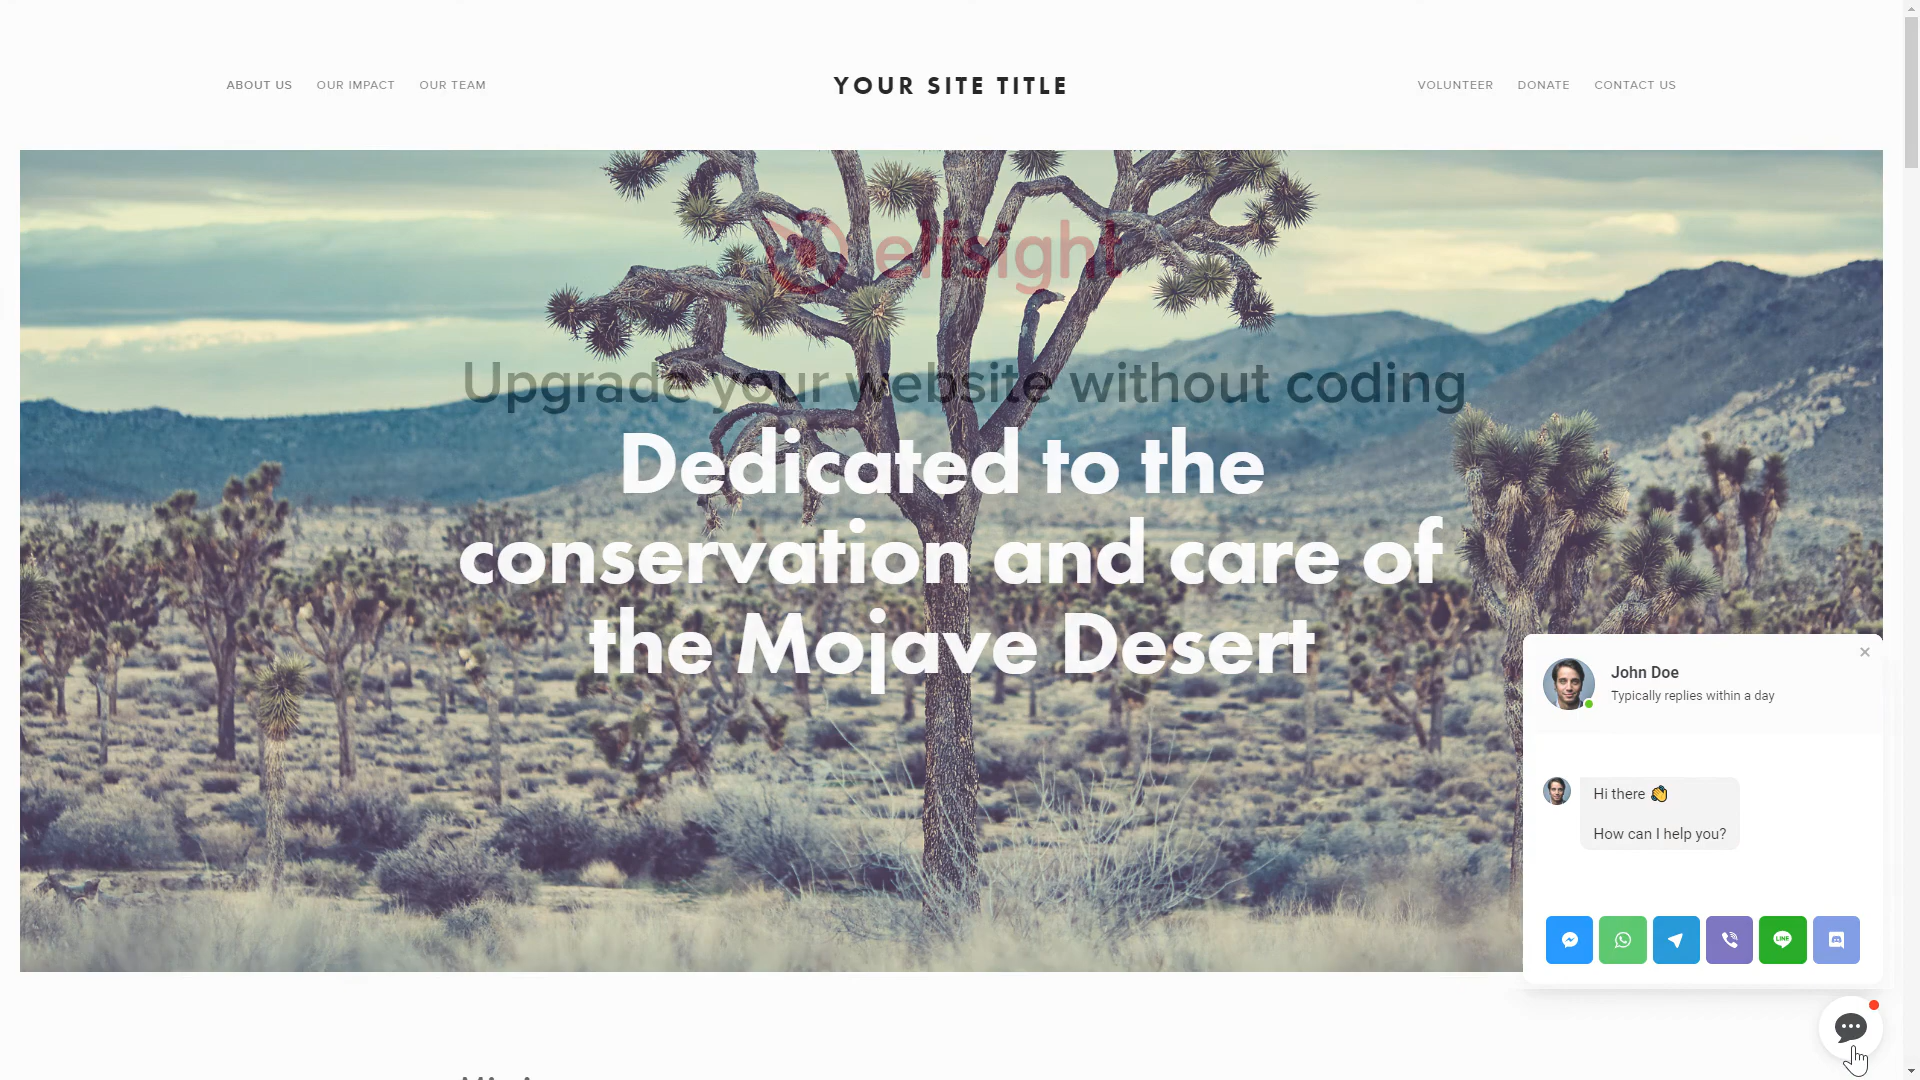 ABOUT US OUR IMPACT OUR TEAM YOUR SITE TITLE VOLUNTEER DONATE CONTACT US
elfsight
Upgrade your website without coding
Dedicated to the
conservation and care of
the Mojave Desert
John Doe
Typically replies within a day
Hi there 👋
How can I help you?
LINE